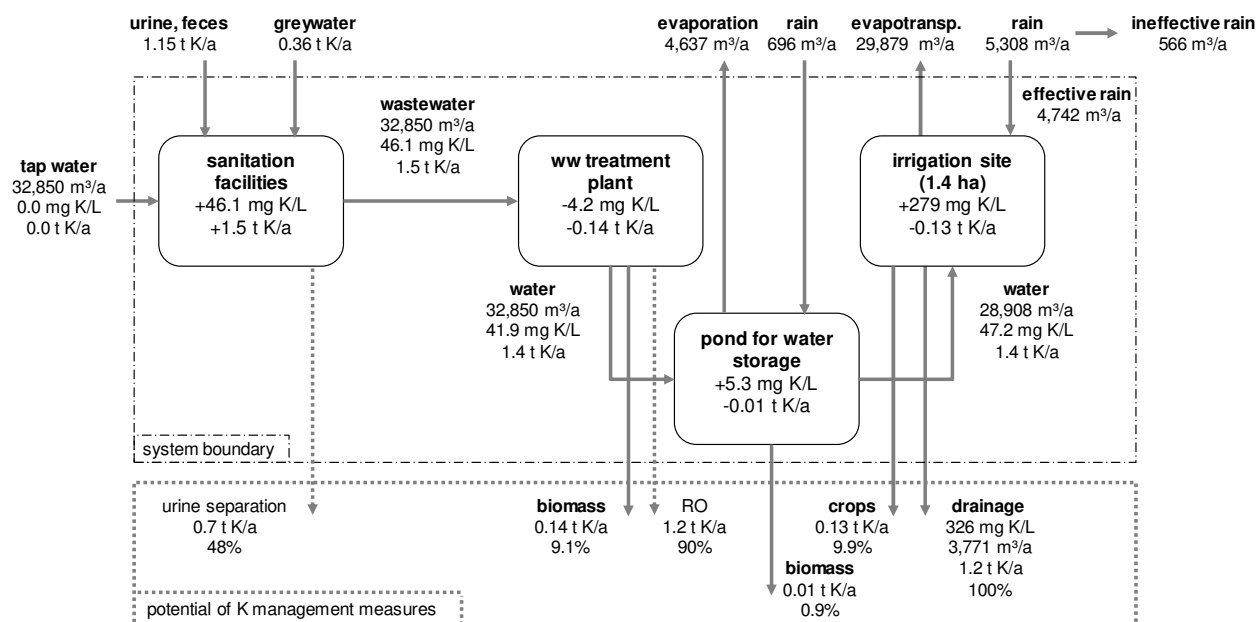 urine, feces
1.15 t K/a
greywater
0.36 t K/a
evaporation
4,637 m³/a
rain
696 m³/a
evapotransp.
29,879 m³/a
rain
5,308 m³/a
ineffective rain
566 m³/a
effective rain
4,742 m³/a
tap water
32,850 m³/a
0.0 mg K/L
0.0 t K/a
sanitation
facilities
+46.1 mg K/L
+1.5 t K/a
wastewater
32,850 m³/a
46.1 mg K/L
1.5 t K/a
ww treatment
plant
-4.2 mg K/L
-0.14 t K/a
irrigation site
(1.4 ha)
+279 mg K/L
-0.13 t K/a
water
32,850 m³/a
41.9 mg K/L
1.4 t K/a
pond for water
storage
+5.3 mg K/L
-0.01 t K/a
water
28,908 m³/a
47.2 mg K/L
1.4 t K/a
system boundary
urine separation
0.7 t K/a
48%
biomass
0.14 t K/a
9.1%
RO
1.2 t K/a
90%
biomass
0.01 t K/a
0.9%
crops
0.13 t K/a
9.9%
drainage
326 mg K/L
3,771 m³/a
1.2 t K/a
100%
potential of K management measures